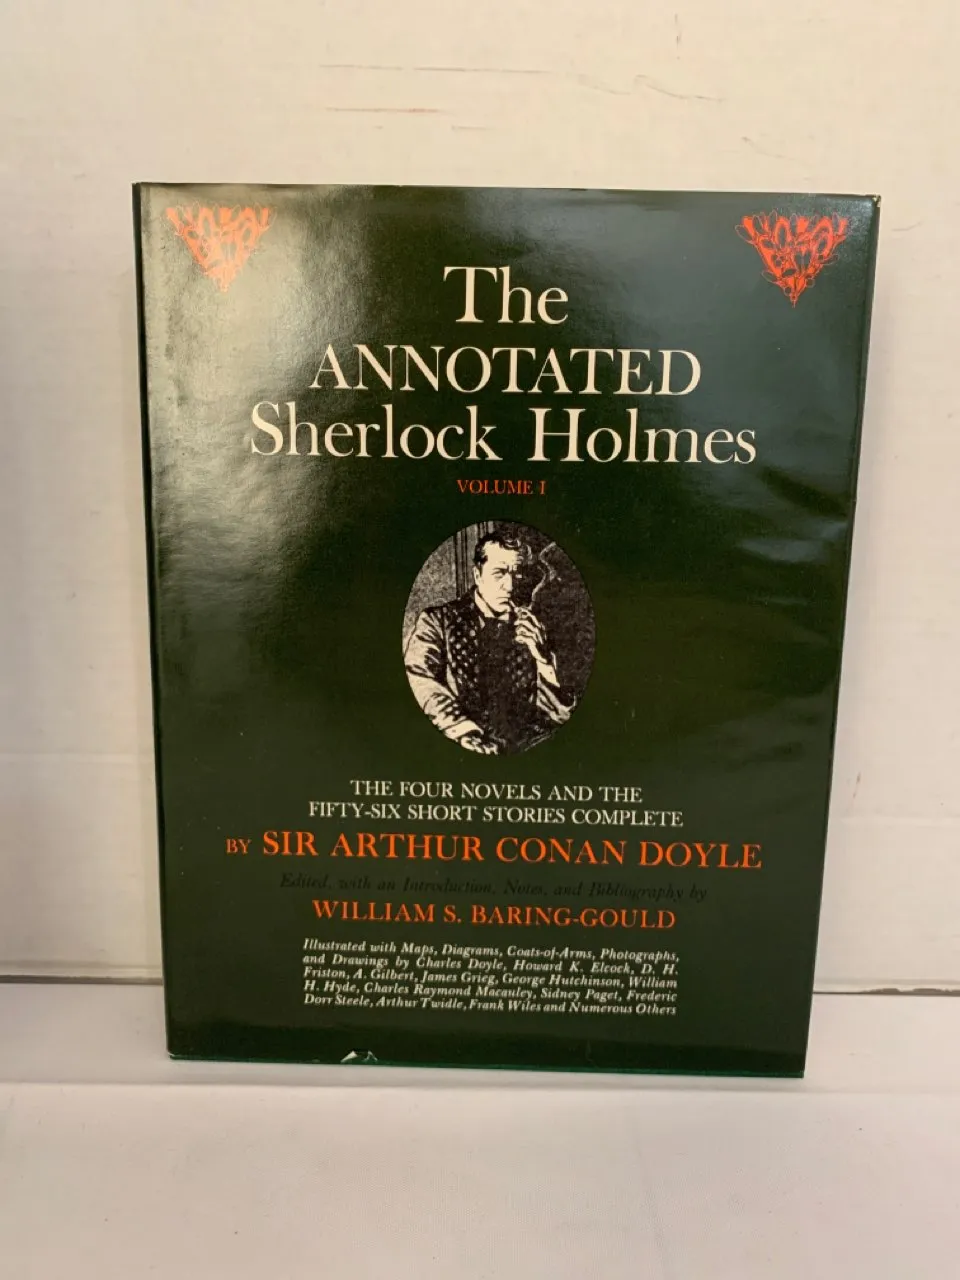 The
ANNOTATED
Sherlock Holmes
VOLUME I
THE FOUR NOVELS AND THE
FIFTY-SIX SHORT STORIES COMPLETE
BY SIR ARTHUR CONAN DOYLE
Edited, with an Introduction, Notes, and Bibliography by
WILLIAM S. BARING-GOULD
Illustrated with Maps, Diagrams, Coats-of-Arms, Photographs,
and Drawings by Charles Doyle, Howard K. Elcock, D. H.
Friston, A. Gilbert, James Grieg, George Hutchinson, William
H. Hyde, Charles Raymond Macauley, Sidney Paget, Frederic
Dorr Steele, Arthur Twidle, Frank Wiles and Numerous Others